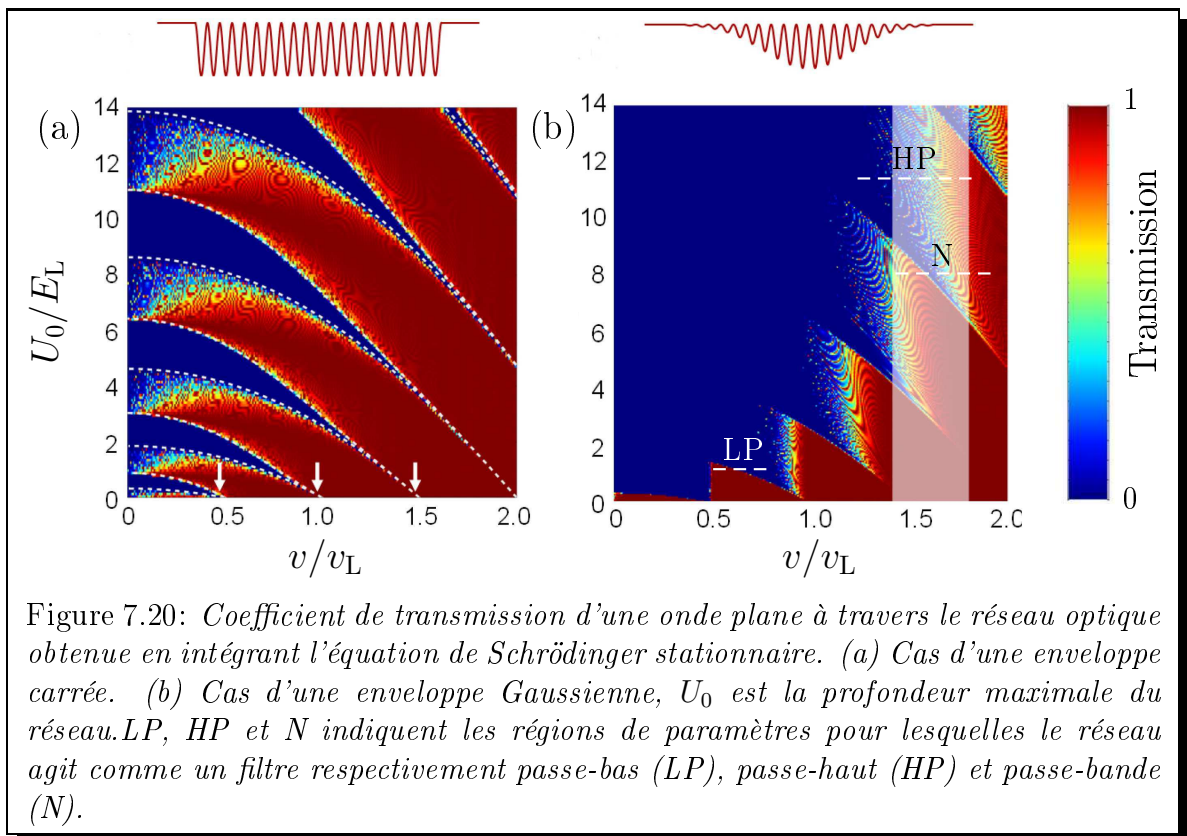 (a)
14
12
10
8
6
4
2
0
U₀/E_L
0
0.5
1.0
1.5
2.0
v/v_L
(b)
14
12
10
8
6
4
2
0
HP
N
LP
0
0.5
1.0
1.5
2.0
v/v_L
1
0
Transmission
Figure 7.20: Coefficient de transmission d'une onde plane à travers le réseau optique
obtenue en intégrant l'équation de Schrödinger stationnaire. (a) Cas d'une enveloppe
carrée. (b) Cas d'une enveloppe Gaussienne, U₀ est la profondeur maximale du
réseau.LP, HP et N indiquent les régions de paramètres pour lesquelles le réseau
agit comme un filtre respectivement passe-bas (LP), passe-haut (HP) et passe-bande
(N).